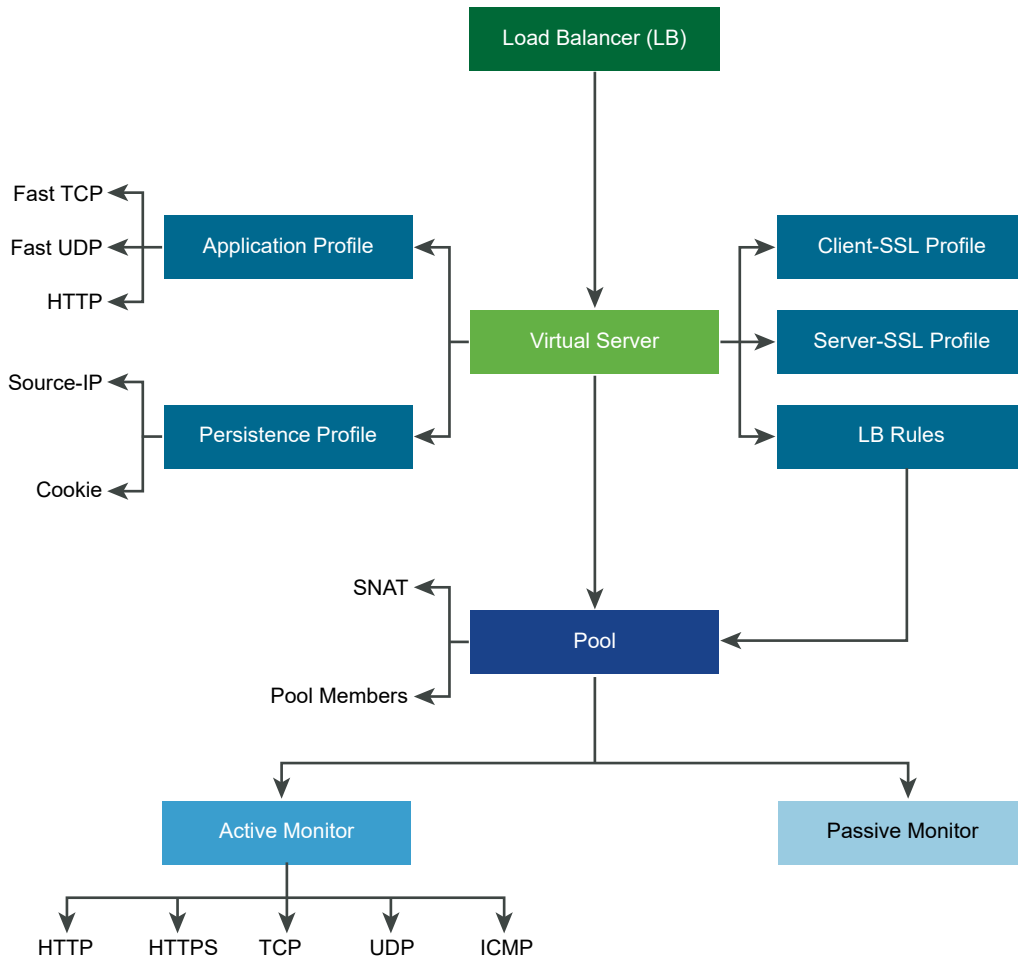 Load Balancer (LB)
Fast TCP
Fast UDP
HTTP
Application Profile
Client-SSL Profile
Virtual Server
Server-SSL Profile
Source-IP
Cookie
Persistence Profile
LB Rules
SNAT
Pool Members
Pool
Active Monitor
Passive Monitor
HTTP
HTTPS
TCP
UDP
ICMP